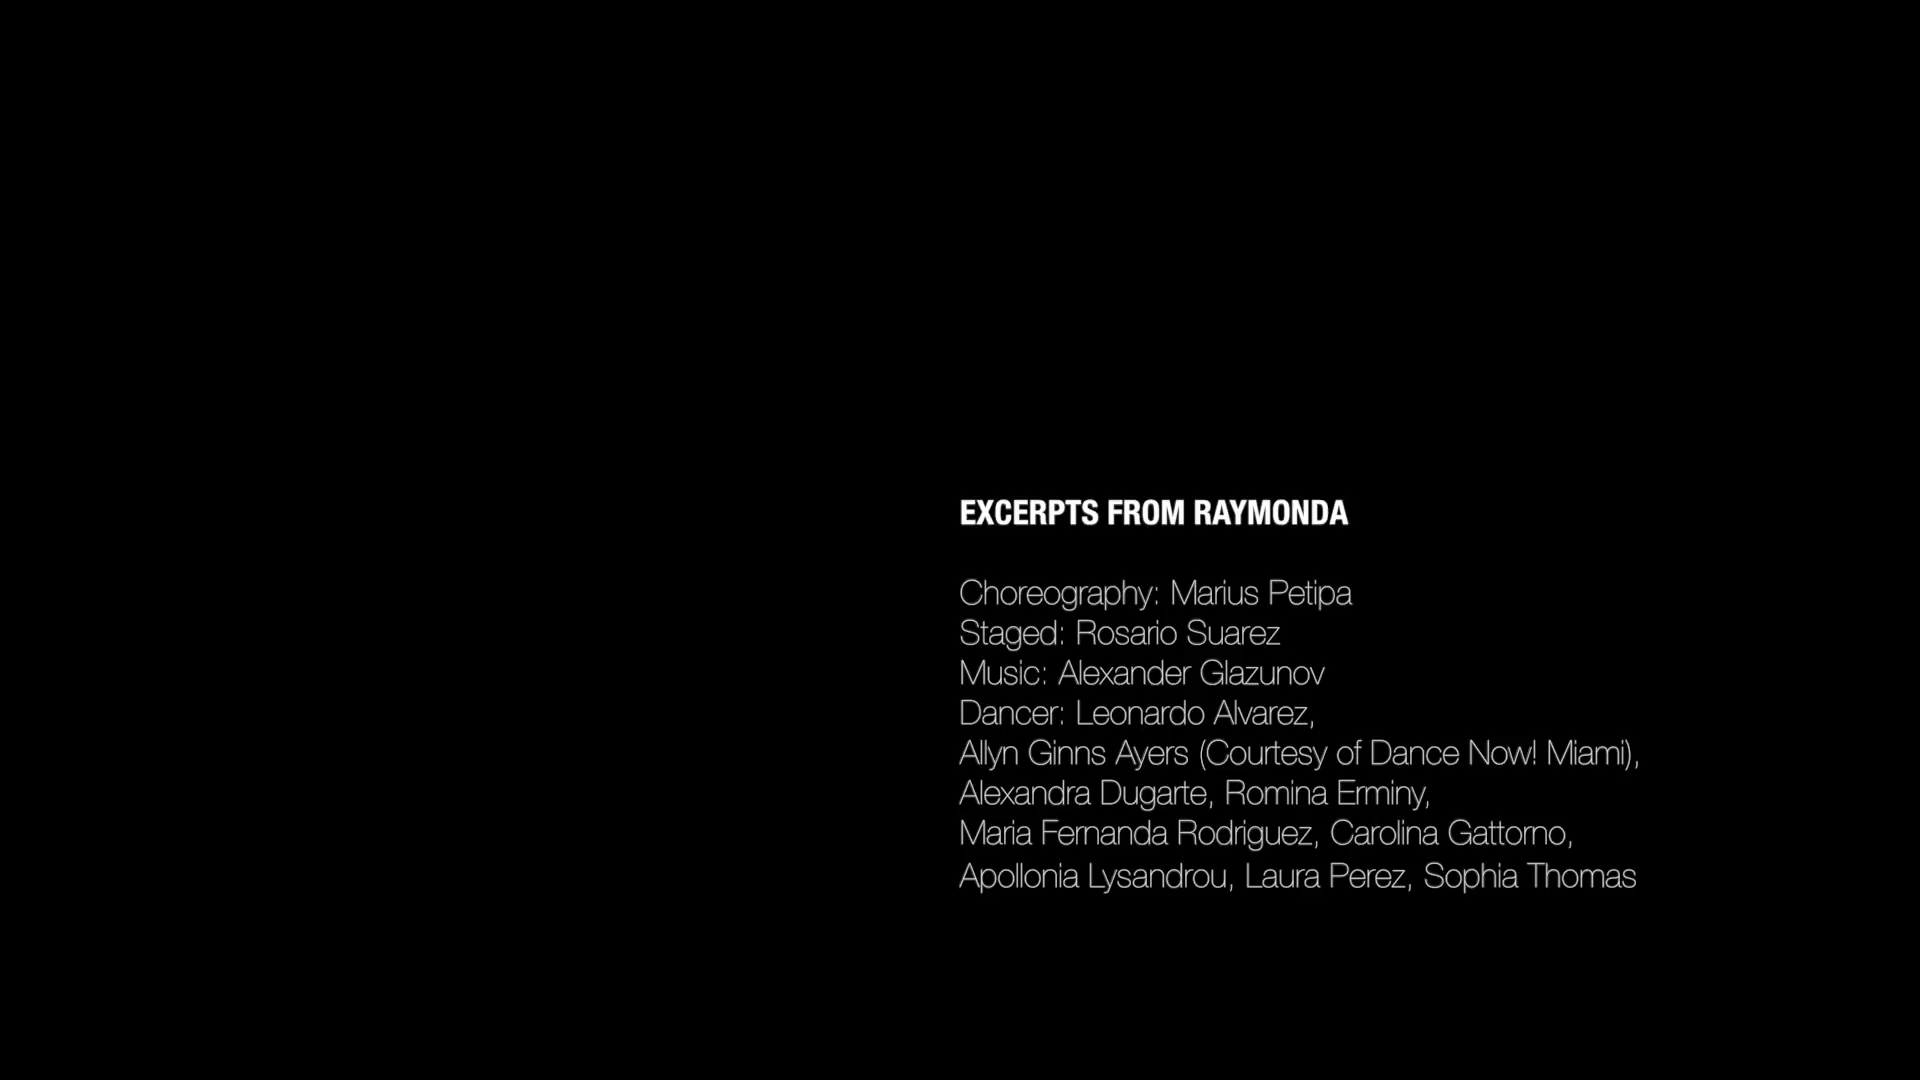 EXCERPTS FROM RAYMONDA
Choreography: Marius Petipa
Staged: Rosario Suarez
Music: Alexander Glazunov
Dancer: Leonardo Alvarez,
Allyn Ginns Ayers (Courtesy of Dance Now! Miami),
Alexandra Dugarte, Romina Erminy,
Maria Fernanda Rodriguez, Carolina Gattorno,
Apollonia Lysandrou, Laura Perez, Sophia Thomas